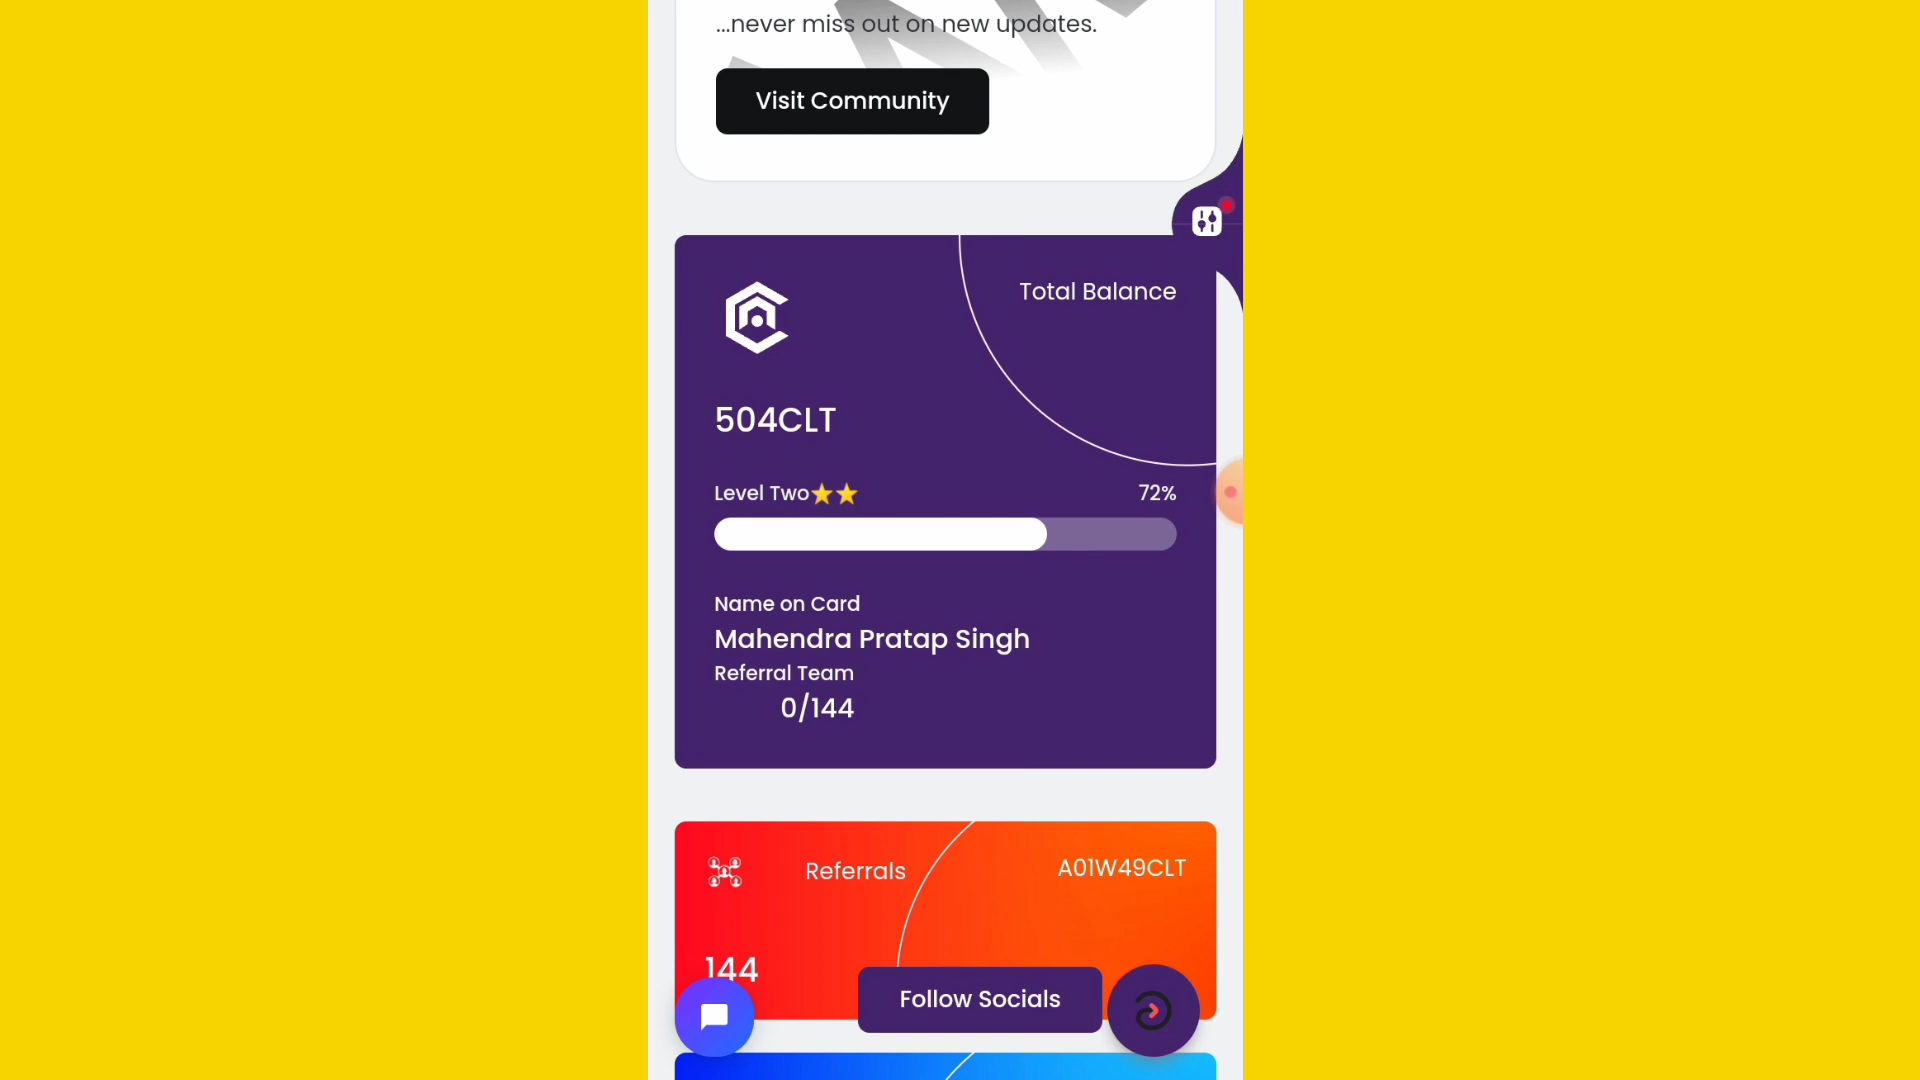 ...never miss out on new updates.
Visit Community
Total Balance
504CLT
Level Two⭐⭐
72%
Name on Card
Mahendra Pratap Singh
Referral Team
0/144
Referrals
A01W49CLT
144
Follow Socials